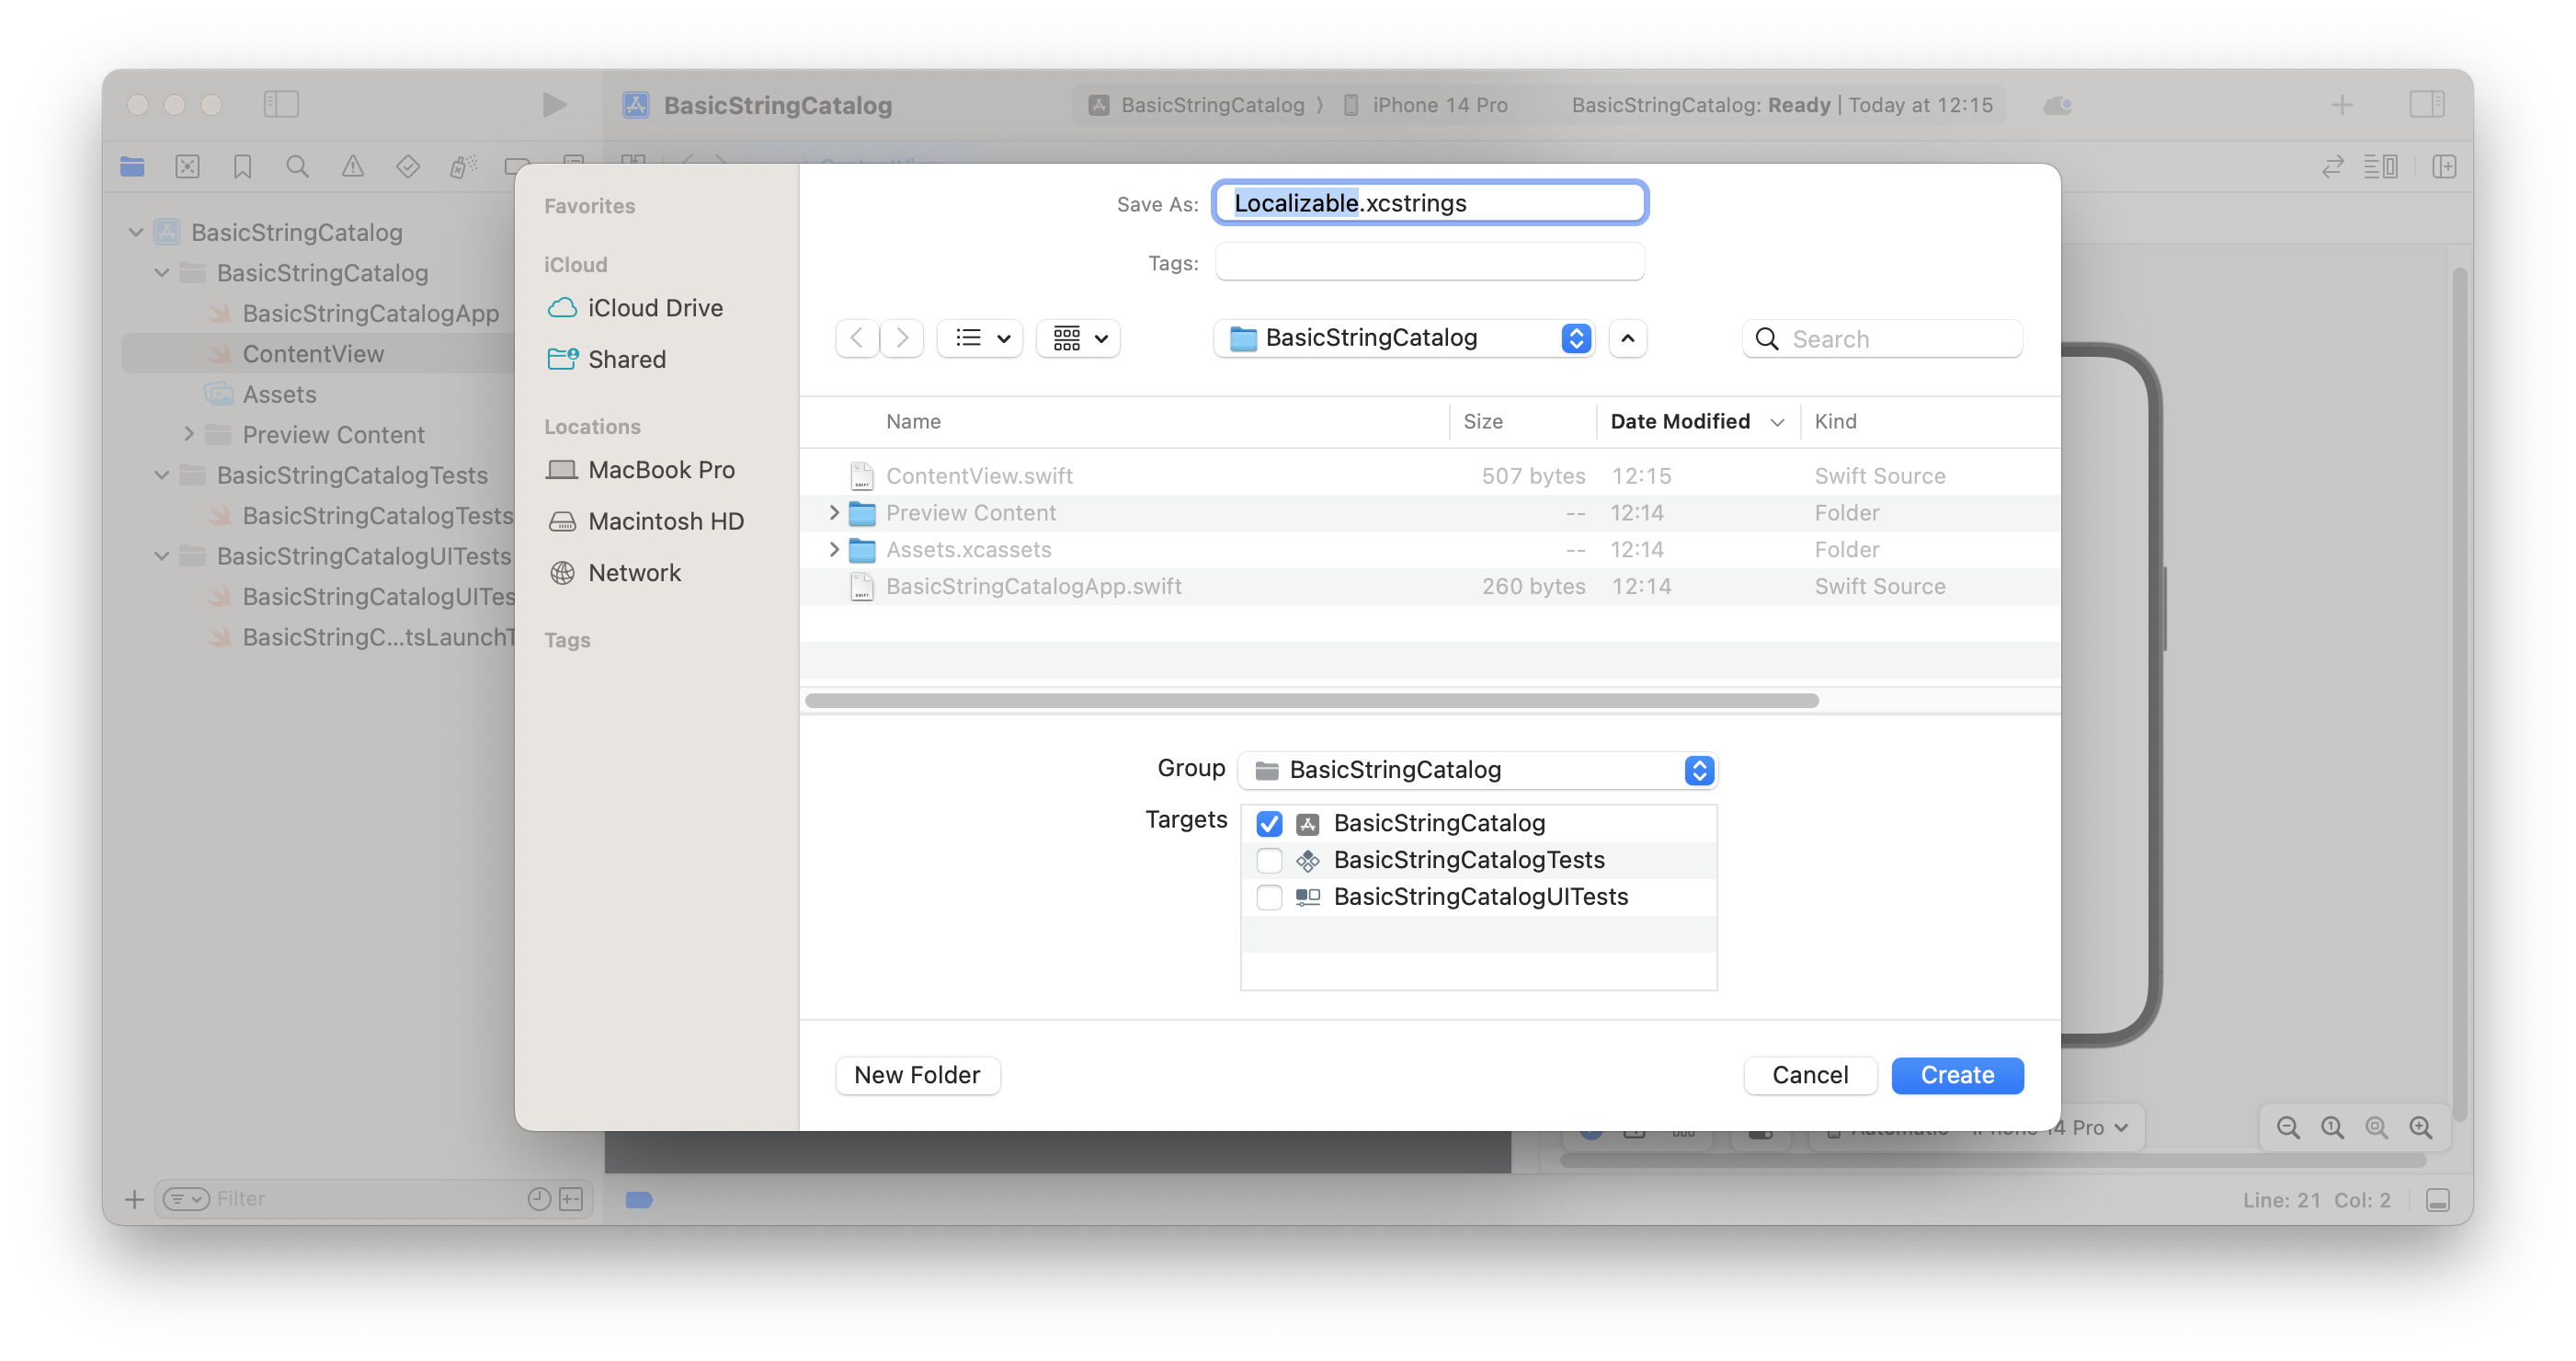 BasicStringCatalog
BasicStringCatalog
iPhone 14 Pro
BasicStringCatalog: Ready | Today at 12:15
BasicStringCatalog
BasicStringCatalog
BasicStringCatalogApp
ContentView
Assets
Preview Content
BasicStringCatalogTests
BasicStringCatalogTests
BasicStringCatalogUITests
BasicStringCatalogUITes
BasicStringC...tsLaunchT
Filter
Favorites
iCloud
iCloud Drive
Shared
Locations
MacBook Pro
Macintosh HD
Network
Tags
Save As: Localizable.xcstrings
Tags:
BasicStringCatalog
Search
Name Size Date Modified Kind
ContentView.swift 507 bytes 12:15 Swift Source
Preview Content -- 12:14 Folder
Assets.xcassets -- 12:14 Folder
BasicStringCatalogApp.swift 260 bytes 12:14 Swift Source
Group BasicStringCatalog
Targets BasicStringCatalog
BasicStringCatalogTests
BasicStringCatalogUITests
New Folder Cancel Create
4 Pro
Line: 21 Col: 2